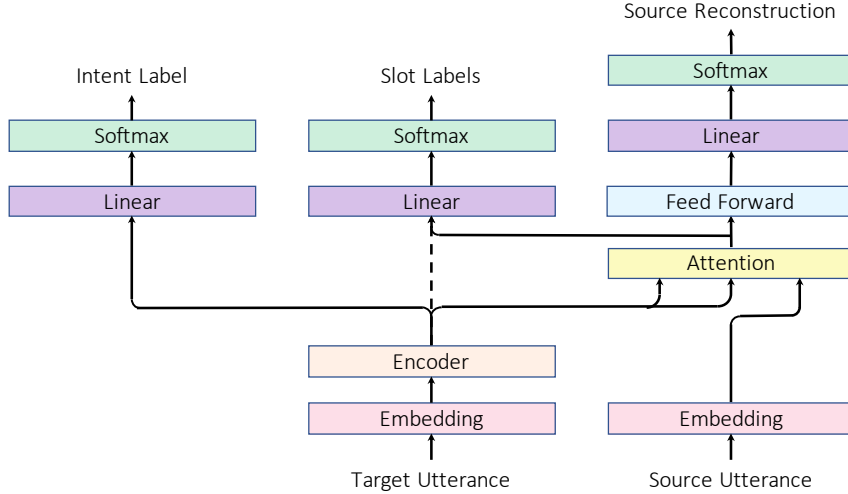 Source Reconstruction
Softmax
Intent Label
Slot Labels
Softmax
Softmax
Linear
Linear
Linear
Feed Forward
Attention
Encoder
Embedding
Embedding
Target Utterance
Source Utterance